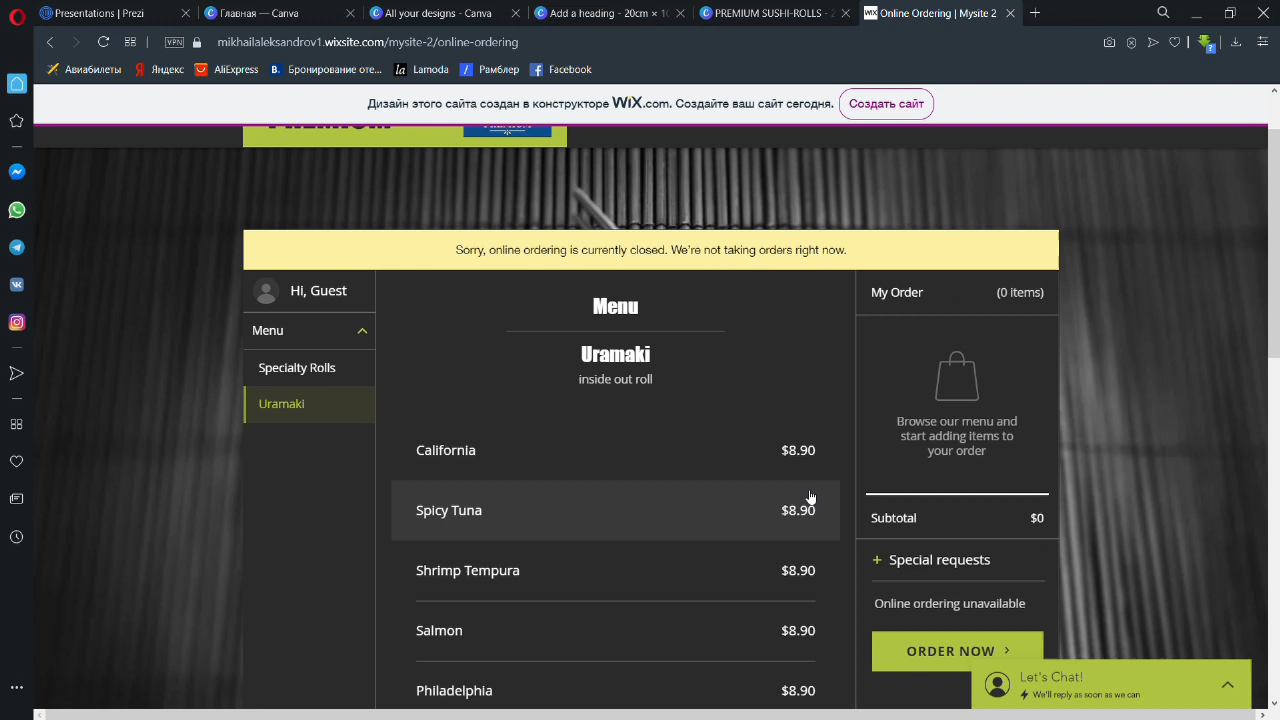 Presentations | Prezi
Главная — Canva
All your designs - Canva
Add a heading - 20cm × 10
PREMIUM SUSHI-ROLLS - 2
WIX Online Ordering | Mysite 2
VPN mikhailaleksandrov1.wixsite.com/mysite-2/online-ordering
Авиабилеты
Яндекс
AliExpress
B. Бронирование оте...
la Lamoda
Рамблер
Facebook
Дизайн этого сайта создан в конструкторе WiX.com. Создайте ваш сайт сегодня. Создать сайт
PREMIUM
Sorry, online ordering is currently closed. We're not taking orders right now.
Hi, Guest
Menu
Specialty Rolls
Uramaki
Menu
Uramaki
inside out roll
California $8.90
Spicy Tuna $8.90
Shrimp Tempura $8.90
Salmon $8.90
Philadelphia $8.90
My Order (0 items)
Browse our menu and
start adding items to
your order
Subtotal $0
+ Special requests
Online ordering unavailable
ORDER NOW
Let's Chat!
We'll reply as soon as we can